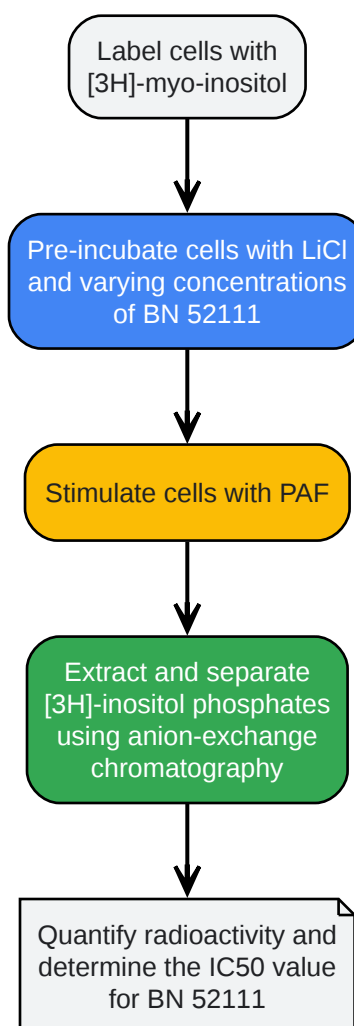 Label cells with
[3H]-myo-inositol
Pre-incubate cells with LiCl
and varying concentrations
of BN 52111
Stimulate cells with PAF
Extract and separate
[3H]-inositol phosphates
using anion-exchange
chromatography
Quantify radioactivity and
determine the IC50 value
for BN 52111